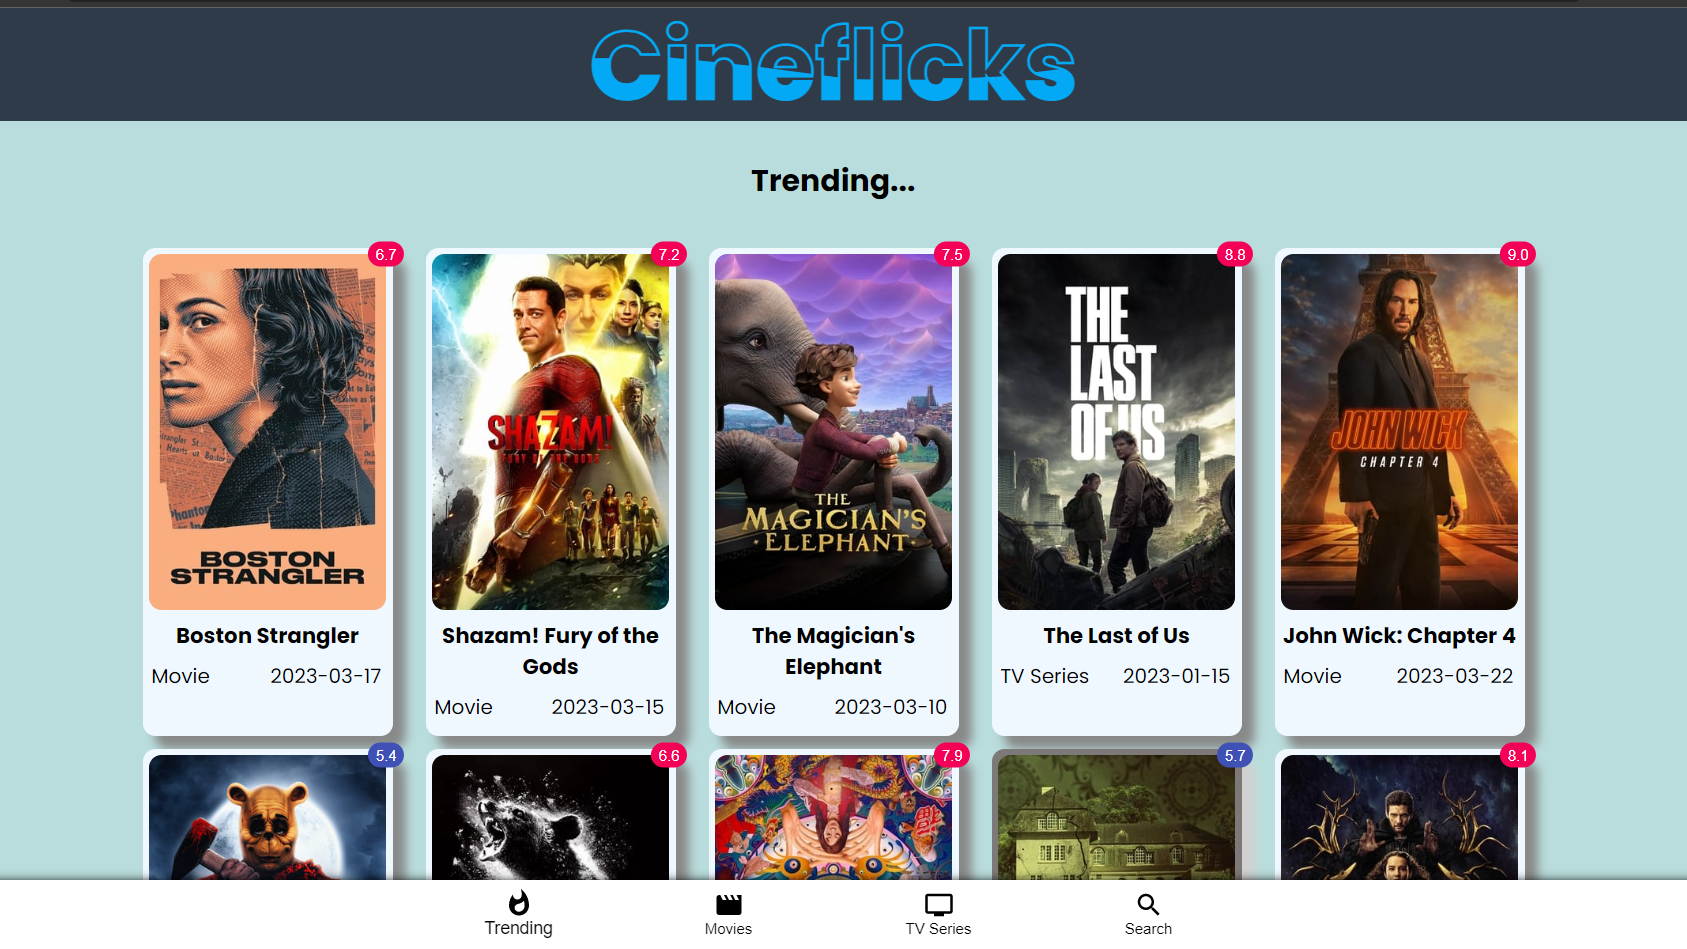 Cineflicks
Trending...
6.7
7.2
7.5
8.8
9.0
BOSTON
STRANGLER
SHAZAM!
FURY OF THE GODS
THE
MAGICIAN'S
ELEPHANT
THE
LAST
OF US
JOHN WICK
CHAPTER 4
Boston Strangler
Movie 2023-03-17
Shazam! Fury of the
Gods
Movie 2023-03-15
The Magician's
Elephant
Movie 2023-03-10
The Last of Us
TV Series 2023-01-15
John Wick: Chapter 4
Movie 2023-03-22
5.4
6.6
7.9
5.7
8.1
Trending
Movies
TV Series
Search